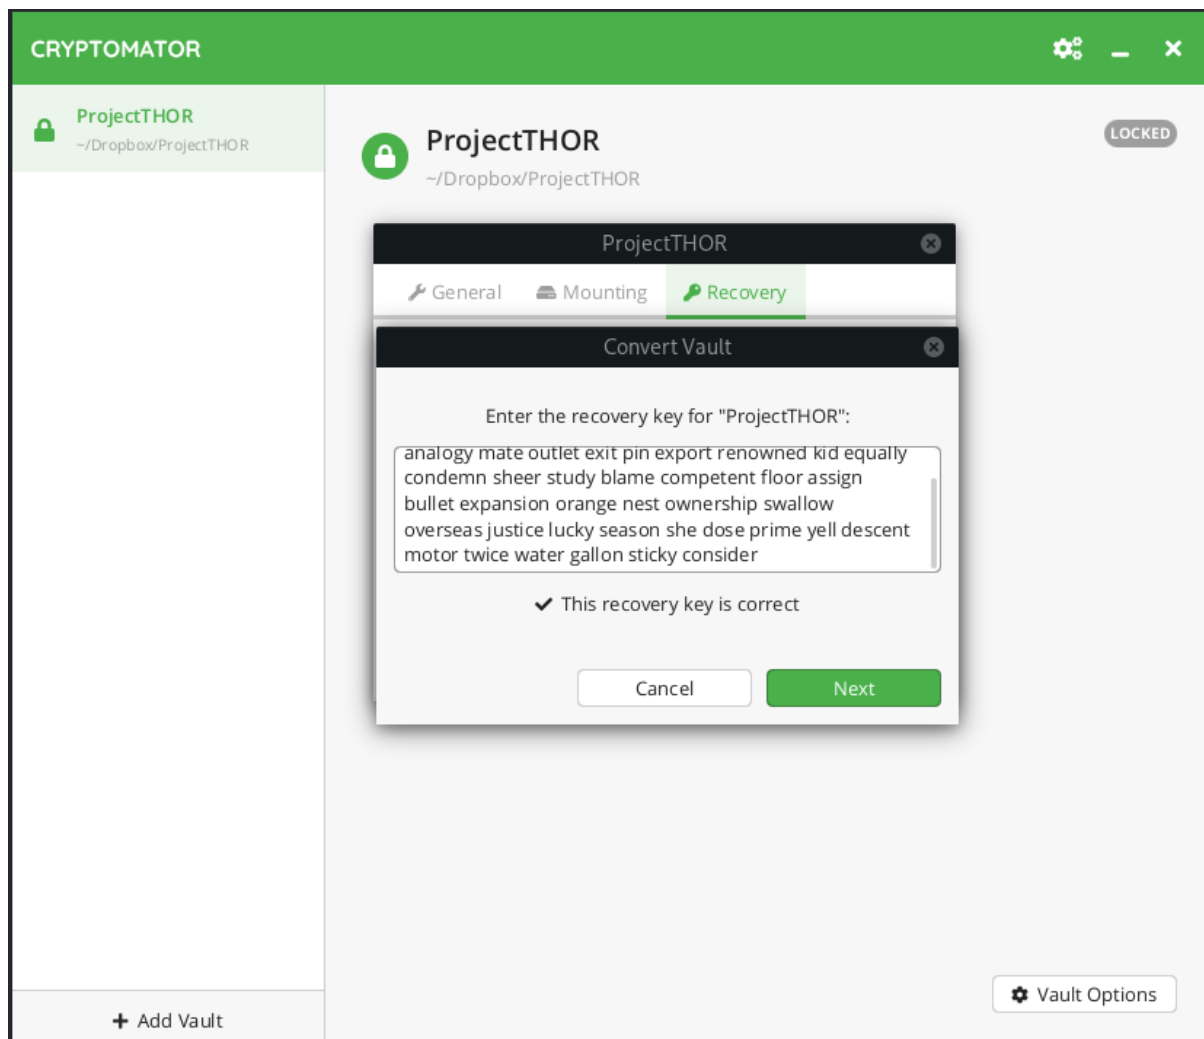 CRYPTOMATOR
ProjectTHOR
~/Dropbox/ProjectTHOR
ProjectTHOR
~/Dropbox/ProjectTHOR
LOCKED
ProjectTHOR
General
Mounting
Recovery
Convert Vault
Enter the recovery key for "ProjectTHOR":
analogy mate outlet exit pin export renowned kid equally
condemn sheer study blame competent floor assign
bullet expansion orange nest ownership swallow
overseas justice lucky season she dose prime yell descent
motor twice water gallon sticky consider
This recovery key is correct
Cancel
Next
Vault Options
Add Vault